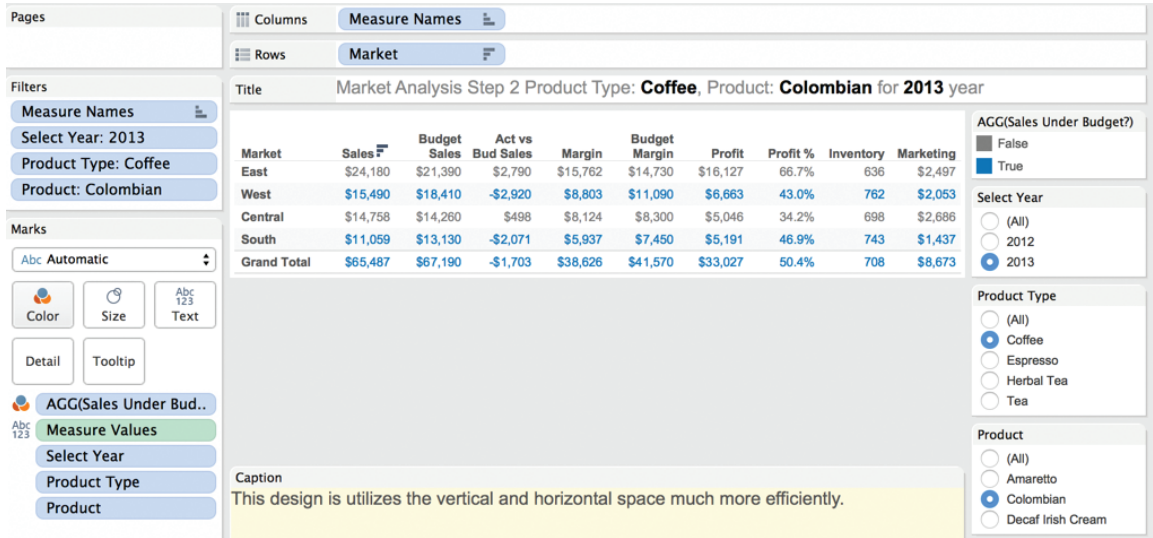 Pages
Columns Measure Names
Rows Market
Filters
Measure Names
Select Year: 2013
Product Type: Coffee
Product: Colombian
Marks
Abc Automatic
Color Size Abc 123 Text
Detail Tooltip
AGG(Sales Under Bud..
Abc 123 Measure Values
Select Year
Product Type
Product
Title Market Analysis Step 2 Product Type: Coffee, Product: Colombian for 2013 year
Market Sales Budget Sales Act vs Bud Sales Margin Budget Margin Profit Profit % Inventory Marketing
East $24,180 $21,390 $2,790 $15,762 $14,730 $16,127 66.7% 636 $2,497
West $15,490 $18,410 -$2,920 $8,803 $11,090 $6,663 43.0% 762 $2,053
Central $14,758 $14,260 $498 $8,124 $8,300 $5,046 34.2% 698 $2,686
South $11,059 $13,130 -$2,071 $5,937 $7,450 $5,191 46.9% 743 $1,437
Grand Total $65,487 $67,190 -$1,703 $38,626 $41,570 $33,027 50.4% 708 $8,673
Caption
This design is utilizes the vertical and horizontal space much more efficiently.
AGG(Sales Under Budget?)
False
True
Select Year
(All)
2012
2013
Product Type
(All)
Coffee
Espresso
Herbal Tea
Tea
Product
(All)
Amaretto
Colombian
Decaf Irish Cream